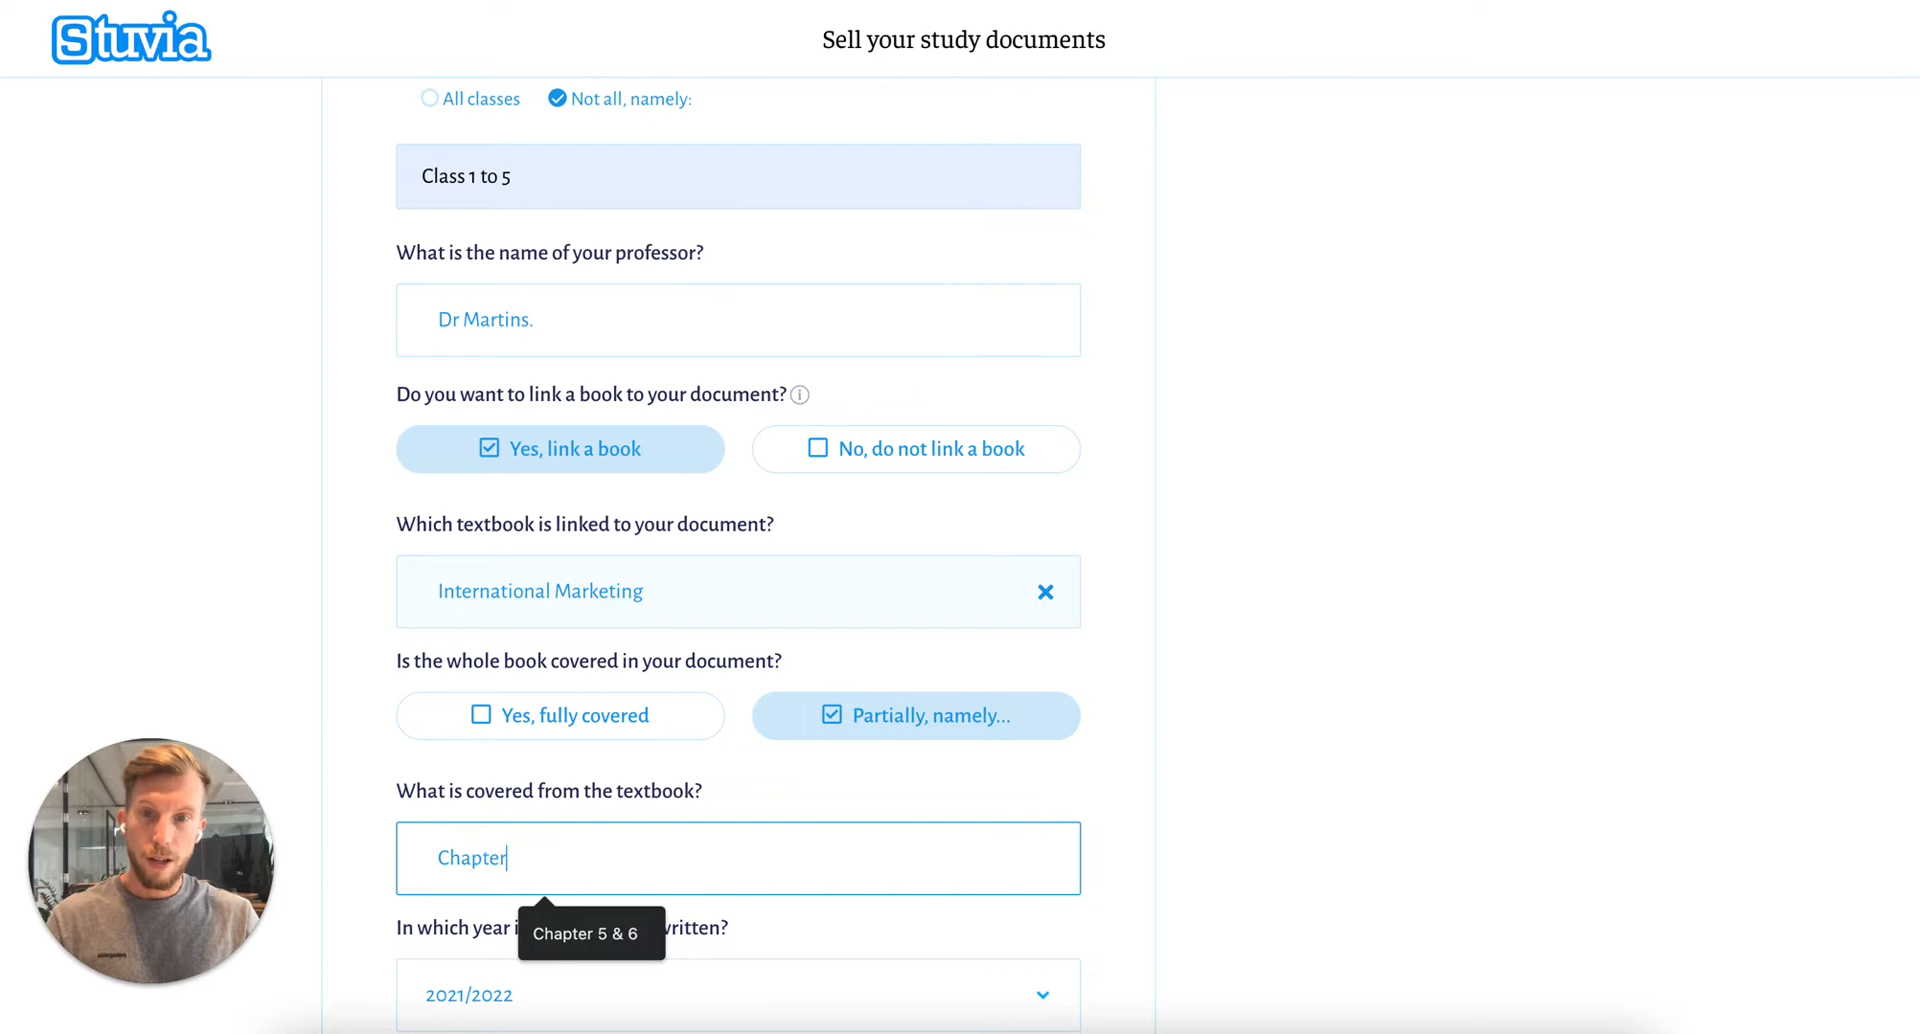 Stuvia
Sell your study documents
All classes Not all, namely:
Class 1 to 5
What is the name of your professor?
Dr Martins.
Do you want to link a book to your document?
Yes, link a book No, do not link a book
Which textbook is linked to your document?
International Marketing
Is the whole book covered in your document?
Yes, fully covered Partially, namely...
What is covered from the textbook?
Chapter
In which year
Chapter 5 & 6
2021/2022